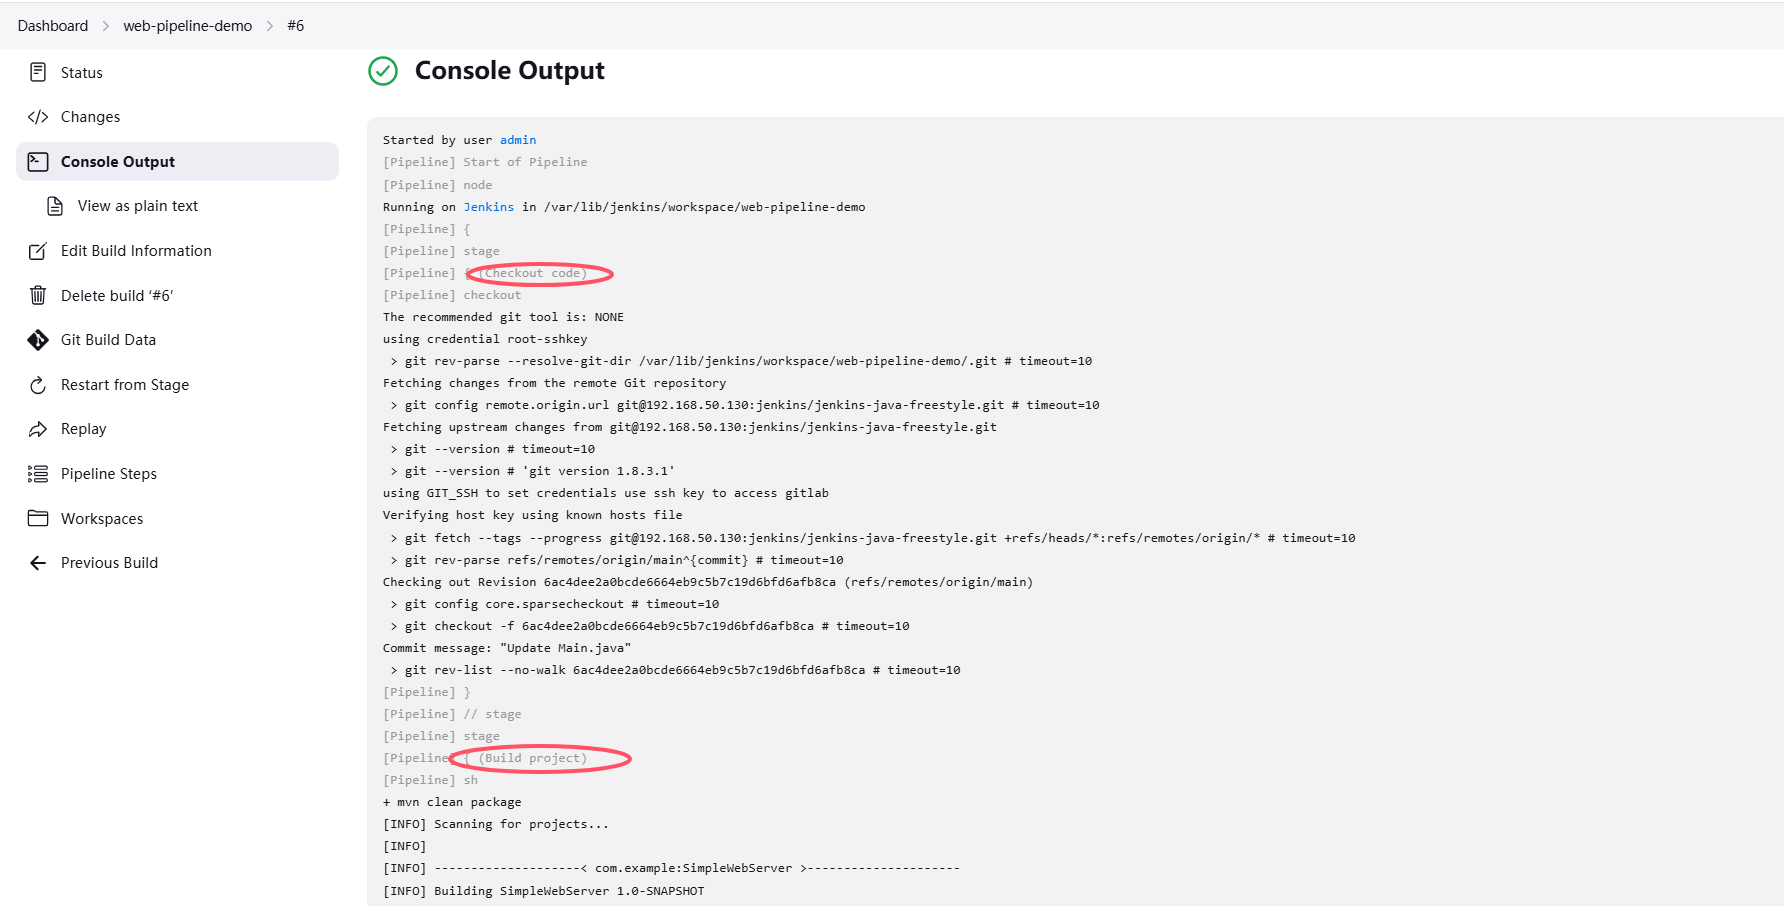 Dashboard > web-pipeline-demo > #6
Status
Changes
Console Output
View as plain text
Edit Build Information
Delete build ‘#6’
Git Build Data
Restart from Stage
Replay
Pipeline Steps
Workspaces
Previous Build
Console Output
Started by user admin
[Pipeline] Start of Pipeline
[Pipeline] node
Running on Jenkins in /var/lib/jenkins/workspace/web-pipeline-demo
[Pipeline] {
[Pipeline] stage
[Pipeline] { (Checkout code)
[Pipeline] checkout
The recommended git tool is: NONE
using credential root-sshkey
> git rev-parse --resolve-git-dir /var/lib/jenkins/workspace/web-pipeline-demo/.git # timeout=10
Fetching changes from the remote Git repository
> git config remote.origin.url git@192.168.50.130:jenkins/jenkins-java-freestyle.git # timeout=10
Fetching upstream changes from git@192.168.50.130:jenkins/jenkins-java-freestyle.git
> git --version # timeout=10
> git --version # 'git version 1.8.3.1'
using GIT_SSH to set credentials use ssh key to access gitlab
Verifying host key using known hosts file
> git fetch --tags --progress git@192.168.50.130:jenkins/jenkins-java-freestyle.git +refs/heads/*:refs/remotes/origin/* # timeout=10
> git rev-parse refs/remotes/origin/main^{commit} # timeout=10
Checking out Revision 6ac4dee2a0bcde6664eb9c5b7c19d6bfd6afb8ca (refs/remotes/origin/main)
> git config core.sparsecheckout # timeout=10
> git checkout -f 6ac4dee2a0bcde6664eb9c5b7c19d6bfd6afb8ca # timeout=10
Commit message: "Update Main.java"
> git rev-list --no-walk 6ac4dee2a0bcde6664eb9c5b7c19d6bfd6afb8ca # timeout=10
[Pipeline] }
[Pipeline] // stage
[Pipeline] stage
[Pipeline] { (Build project)
[Pipeline] sh
+ mvn clean package
[INFO] Scanning for projects...
[INFO]
[INFO] --------------------< com.example:SimpleWebServer >---------------------
[INFO] Building SimpleWebServer 1.0-SNAPSHOT